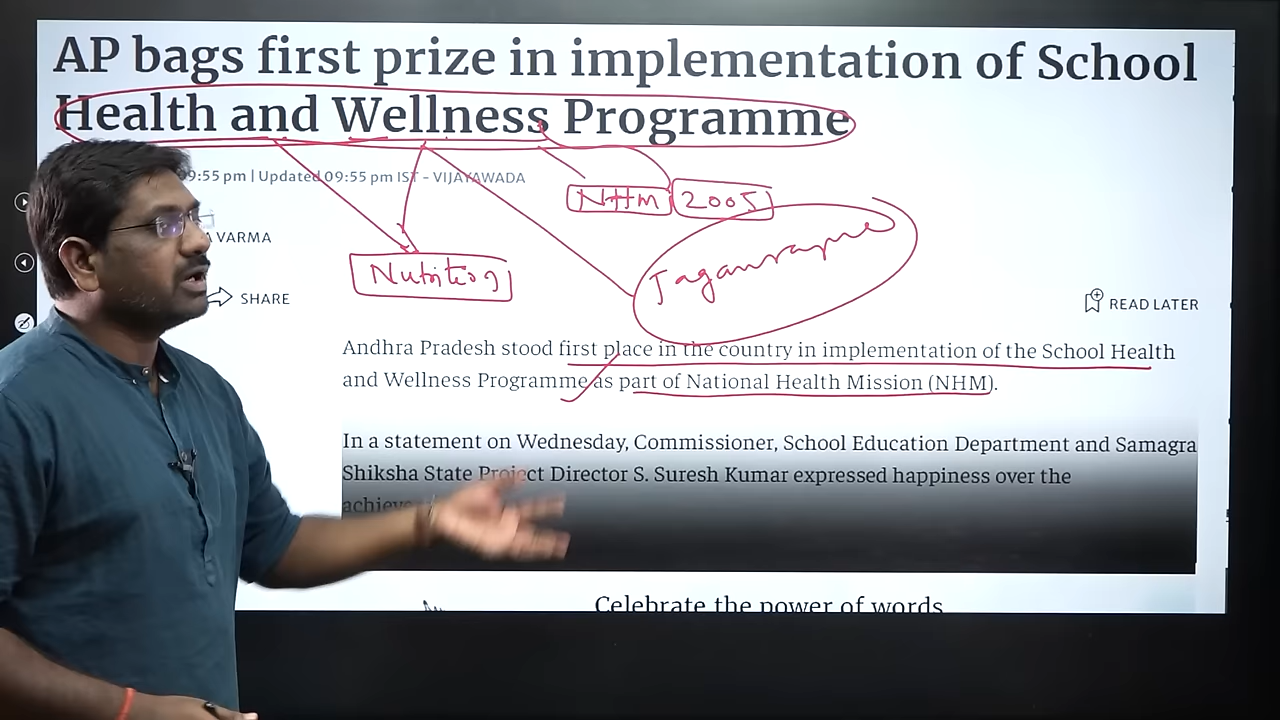 AP bags first prize in implementation of School
Health and Wellness Programme
09:55 pm | Updated 09:55 pm IST - VIJAYAWADA
NHM 2005
VARMA
Nutrition
SHARE
READ LATER
Andhra Pradesh stood first place in the country in implementation of the School Health
and Wellness Programme as part of National Health Mission (NHM).
In a statement on Wednesday, Commissioner, School Education Department and Samagra
Shiksha State Project Director S. Suresh Kumar expressed happiness over the
Celebrate the power of words